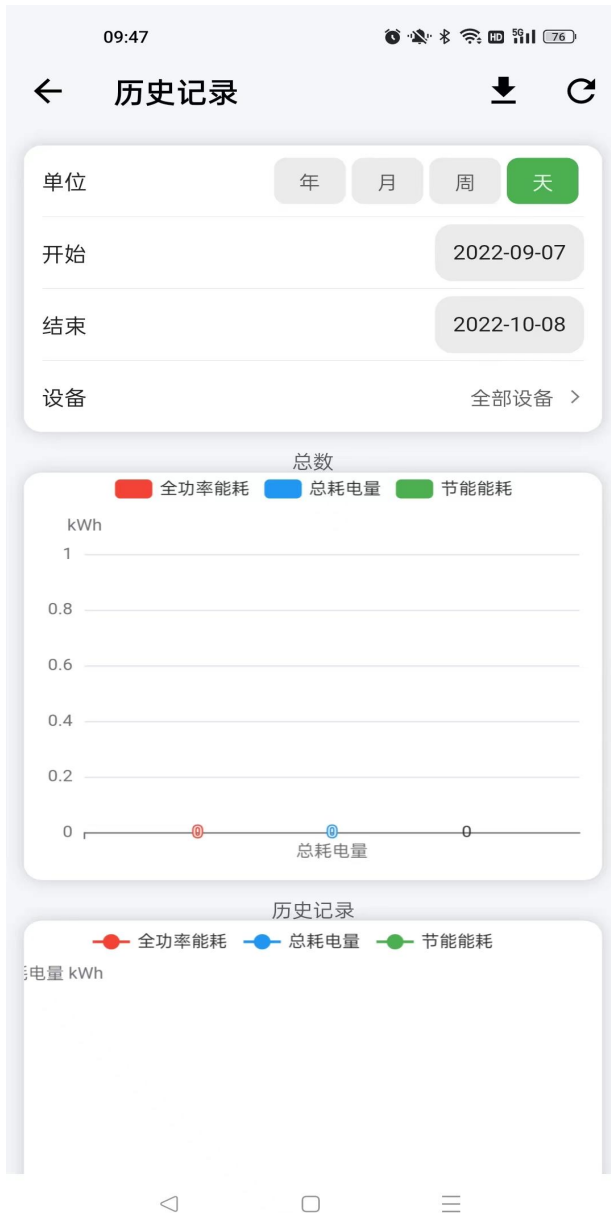 09:47 HD 5G 76
历史记录
单位 年 月 周 天
开始 2022-09-07
结束 2022-10-08
设备 全部设备
总数
全功率能耗 总耗电量 节能能耗
kWh
1
0.8
0.6
0.4
0.2
0 0 0 0
总耗电量
历史记录
全功率能耗 总耗电量 节能能耗
电量 kWh